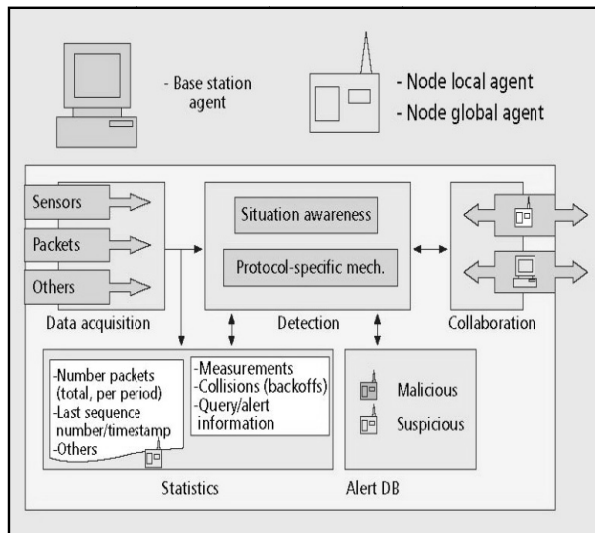 - Base station
agent
- Node local agent
- Node global agent
Sensors
Packets
Others
Data acquisition
Situation awareness
Protocol-specific mech.
Detection
Collaboration
-Number packets
(total, per period)
-Last sequence
number/timestamp
-Others
-Measurements
-Collisions (backoffs)
-Query/alert
information
Statistics
Malicious
Suspicious
Alert DB